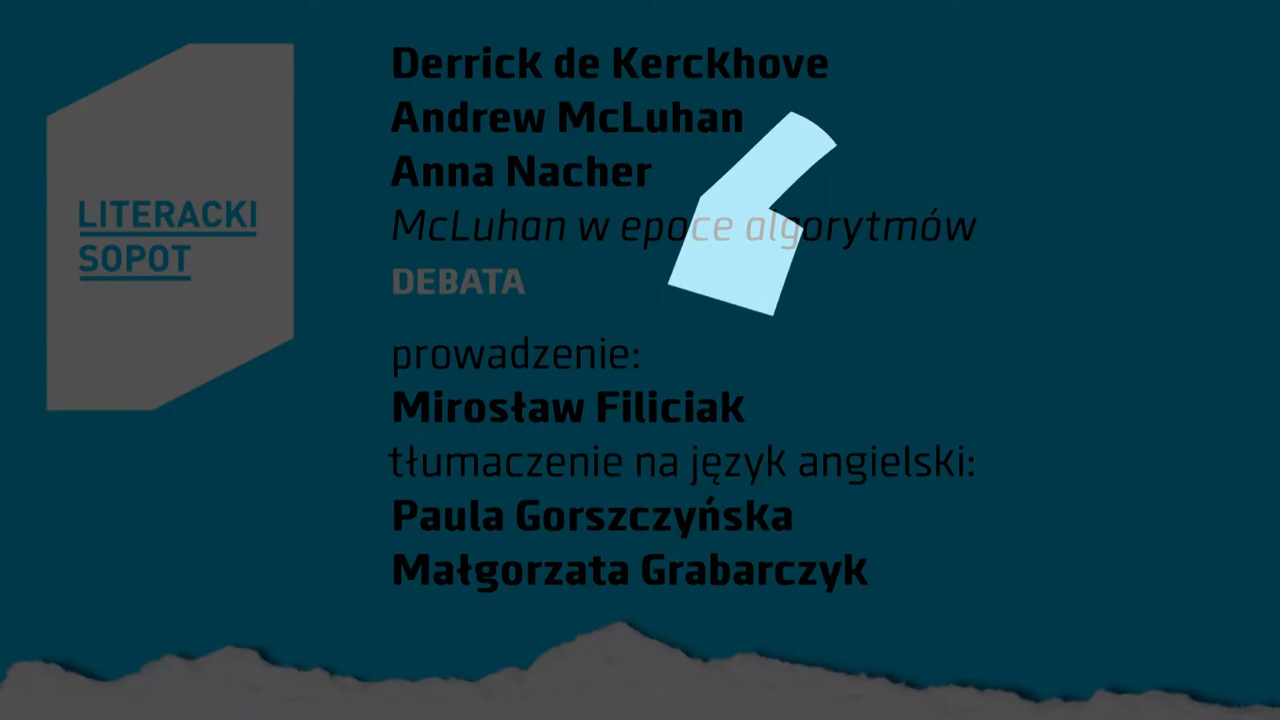 LITERACKI
SOPOT
Derrick de Kerckhove
Andrew McLuhan
Anna Nacher
McLuhan w epoce algorytmów
DEBATA
prowadzenie:
Mirosław Filiciak
tłumaczenie na język angielski:
Paula Gorszczyńska
Małgorzata Grabarczyk